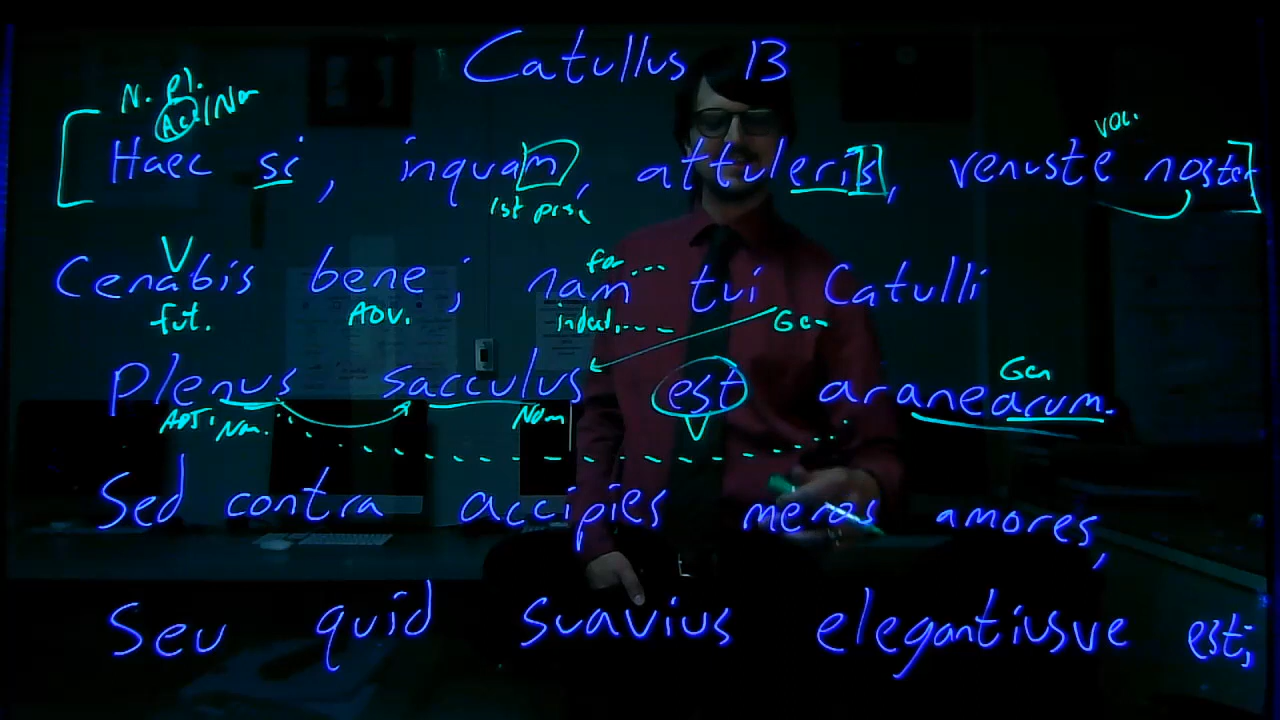 Catullus 13
N. pl.
Acc/Nom
voc.
Haec si, inquam, attuleris, venuste noster
1st pers
V
for...
Cenabis bene; nam tui Catulli
fut.
ADV.
indeed....
Gen
Gen
plenus sacculus est aranearum.
ADJ. Nom.
Nom
V
Sed contra accipies meros amores,
Seu quid suavius elegantiusve est;